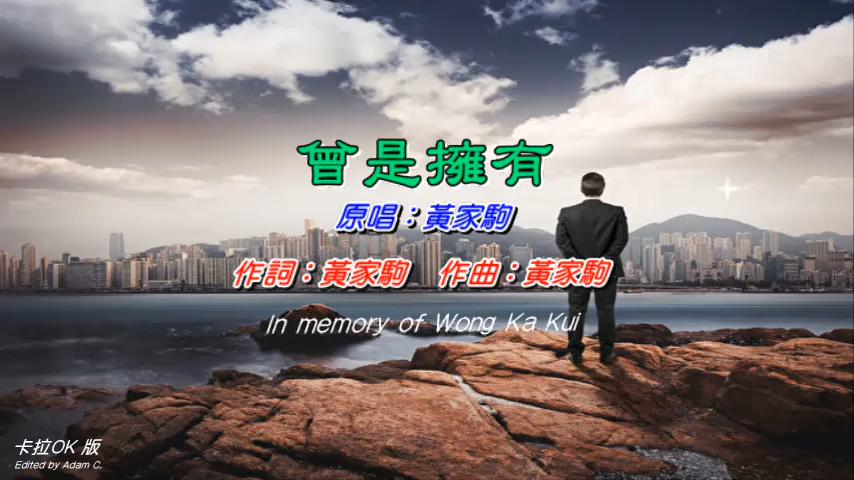 曾是擁有
原唱：黃家駒
作詞：黃家駒　作曲：黃家駒
In memory of Wong Ka Kui
卡拉OK 版
Edited by Adam C.